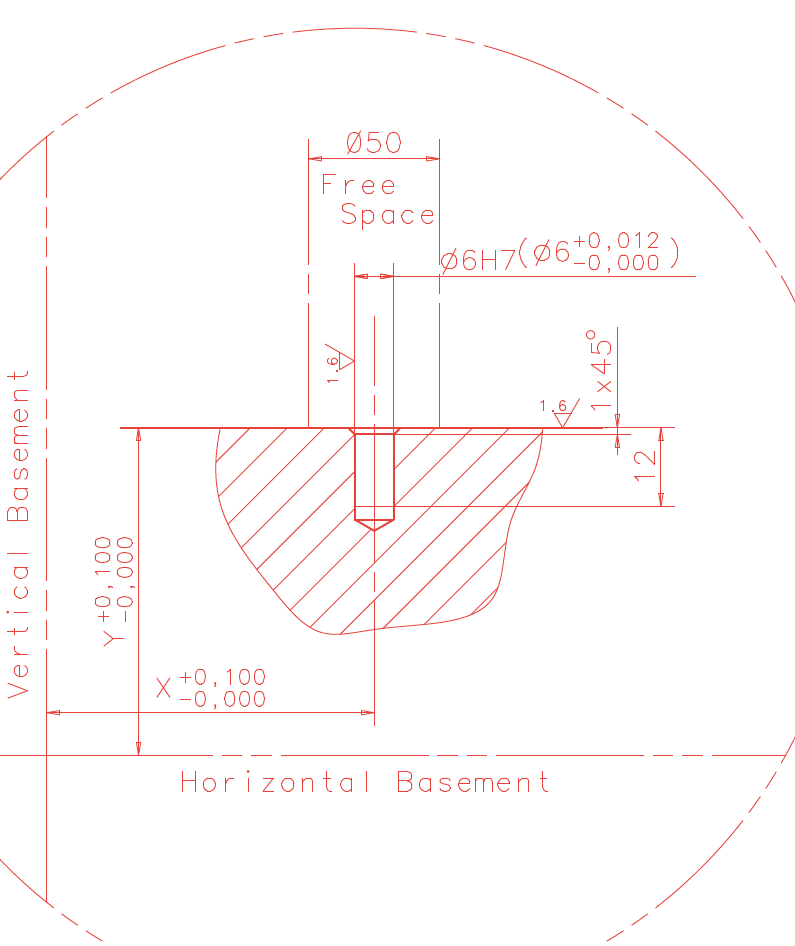 Ø50
Free
Space
Ø6H7(Ø6+0,012 -0,000)
1.6
1.6
1x45°
12
Vertical Basement
Y+0,100 -0,000
X+0,100 -0,000
Horizontal Basement